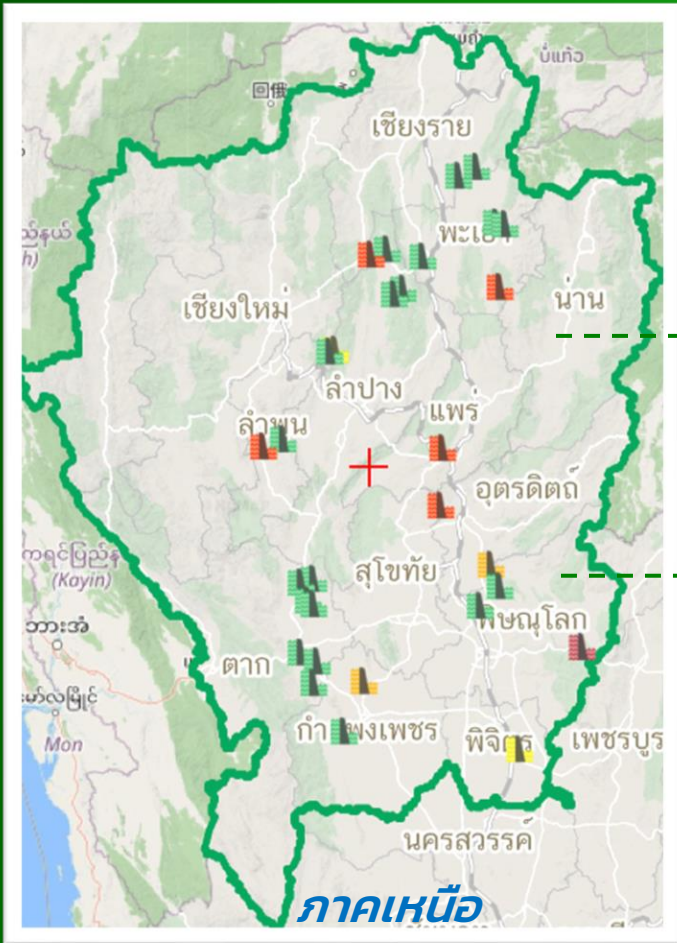 บ่แก้ว
回俄
เชียงราย
พะเยา
เชียงใหม่
น่าน
ลำปาง
แพร่
ลำพูน
อุตรดิตถ์
สุโขทัย
(Kayin)
พิษณุโลก
ဘားအံ
ตาก
Mon
กำแพงเพชร
พิจิตร
เพชรบูร
นครสวรรค์
ภาคเหนือ